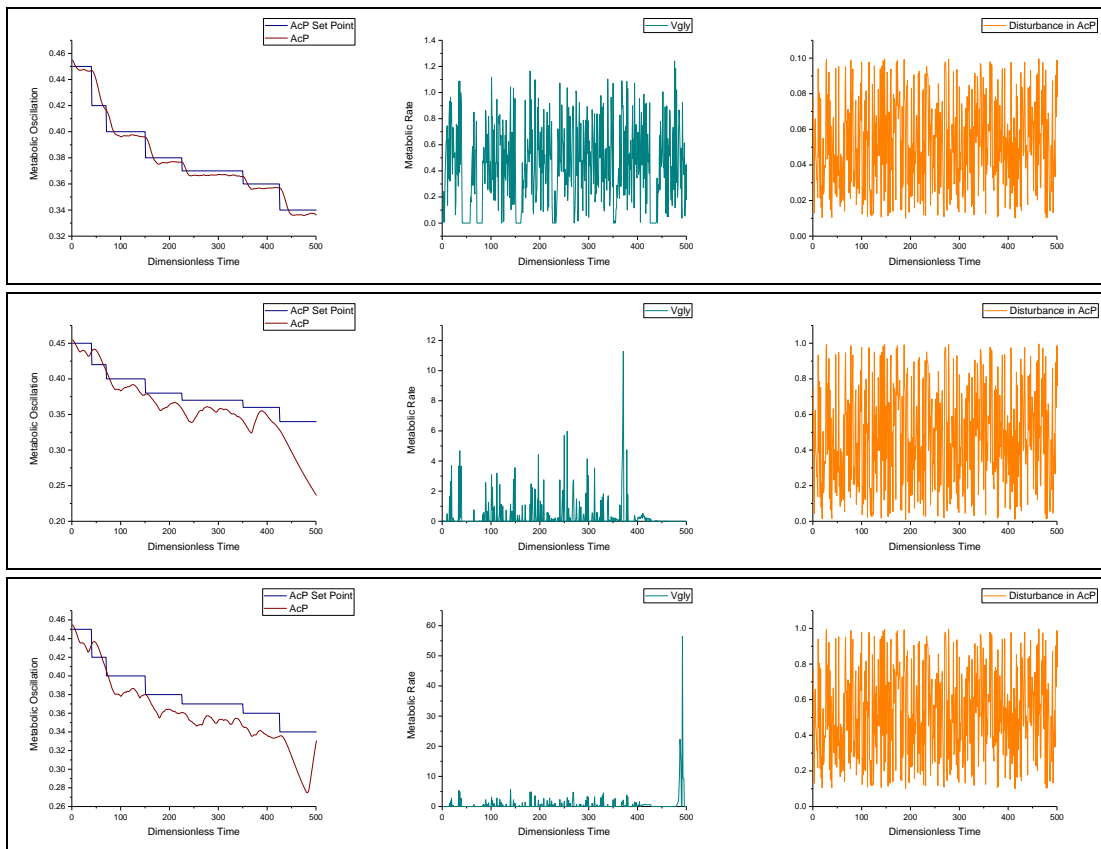 AcP Set Point
AcP
0.46
0.44
0.42
0.40
0.38
0.36
0.34
0.32
Metabolic Oscillation
0 100 200 300 400 500
Dimensionless Time
Vgly
1.4
1.2
1.0
0.8
0.6
0.4
0.2
0.0
Metabolic Rate
0 100 200 300 400 500
Dimensionless Time
Disturbance in AcP
0.10
0.08
0.06
0.04
0.02
0.00
0 100 200 300 400 500
Dimensionless Time
AcP Set Point
AcP
0.45
0.40
0.35
0.30
0.25
0.20
Metabolic Oscillation
0 100 200 300 400 500
Dimensionless Time
Vgly
12
10
8
6
4
2
0
Metabolic Rate
0 100 200 300 400 500
Dimensionless Time
Disturbance in AcP
1.0
0.8
0.6
0.4
0.2
0.0
0 100 200 300 400 500
Dimensionless Time
AcP Set Point
AcP
0.46
0.44
0.42
0.40
0.38
0.36
0.34
0.32
0.30
0.28
0.26
Metabolic Oscillation
0 100 200 300 400 500
Dimensionless Time
Vgly
60
50
40
30
20
10
0
Metabolic Rate
0 100 200 300 400 500
Dimensionless Time
Disturbance in AcP
1.0
0.8
0.6
0.4
0.2
0.0
0 100 200 300 400 500
Dimensionless Time